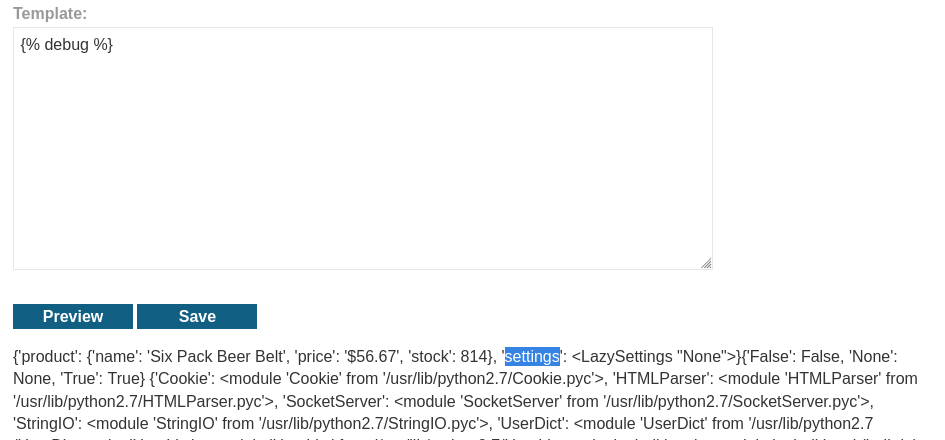 Template:
{% debug %}
Preview Save
{'product': {'name': 'Six Pack Beer Belt', 'price': '$56.67', 'stock': 814}, 'settings': <LazySettings "None">}{'False': False, 'None':
None, 'True': True} {'Cookie': <module 'Cookie' from '/usr/lib/python2.7/Cookie.pyc'>, 'HTMLParser': <module 'HTMLParser' from
'/usr/lib/python2.7/HTMLParser.pyc'>, 'SocketServer': <module 'SocketServer' from '/usr/lib/python2.7/SocketServer.pyc'>,
'StringIO': <module 'StringIO' from '/usr/lib/python2.7/StringIO.pyc'>, 'UserDict': <module 'UserDict' from '/usr/lib/python2.7